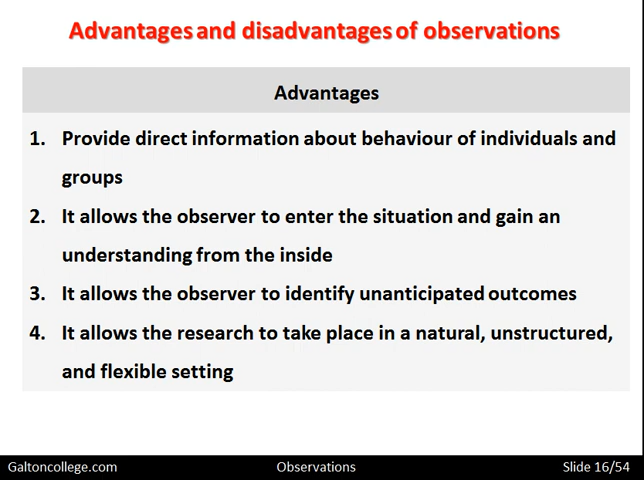 Advantages and disadvantages of observations
Advantages
1. Provide direct information about behaviour of individuals and
groups
2. It allows the observer to enter the situation and gain an
understanding from the inside
3. It allows the observer to identify unanticipated outcomes
4. It allows the research to take place in a natural, unstructured,
and flexible setting
Galtoncollege.com Observations Slide 16/54